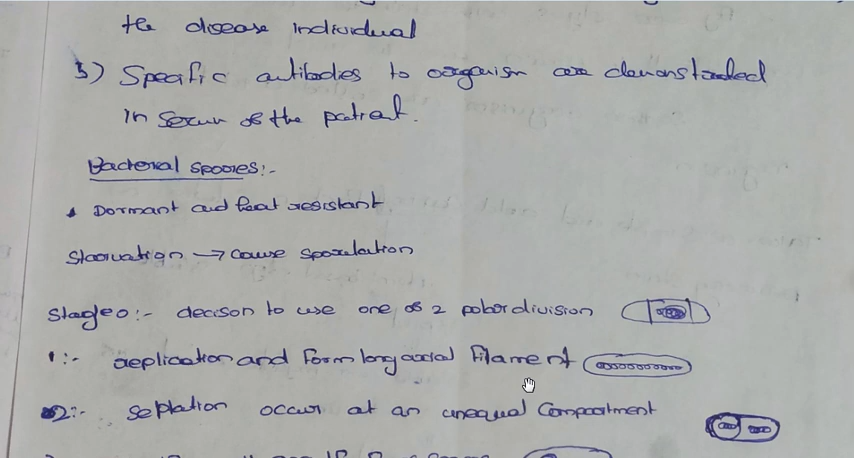 the disease individual
3) Specific antibodies to organism are demonstraded
in serum of the patient.
Bacterial spores:-
Dormant and heat resistant
Starvation → cause sporulation
Stage 0:- decison to use one of 2 polar division
1:- replication and form long axial filament
2:- septation occur at an unequal compartment